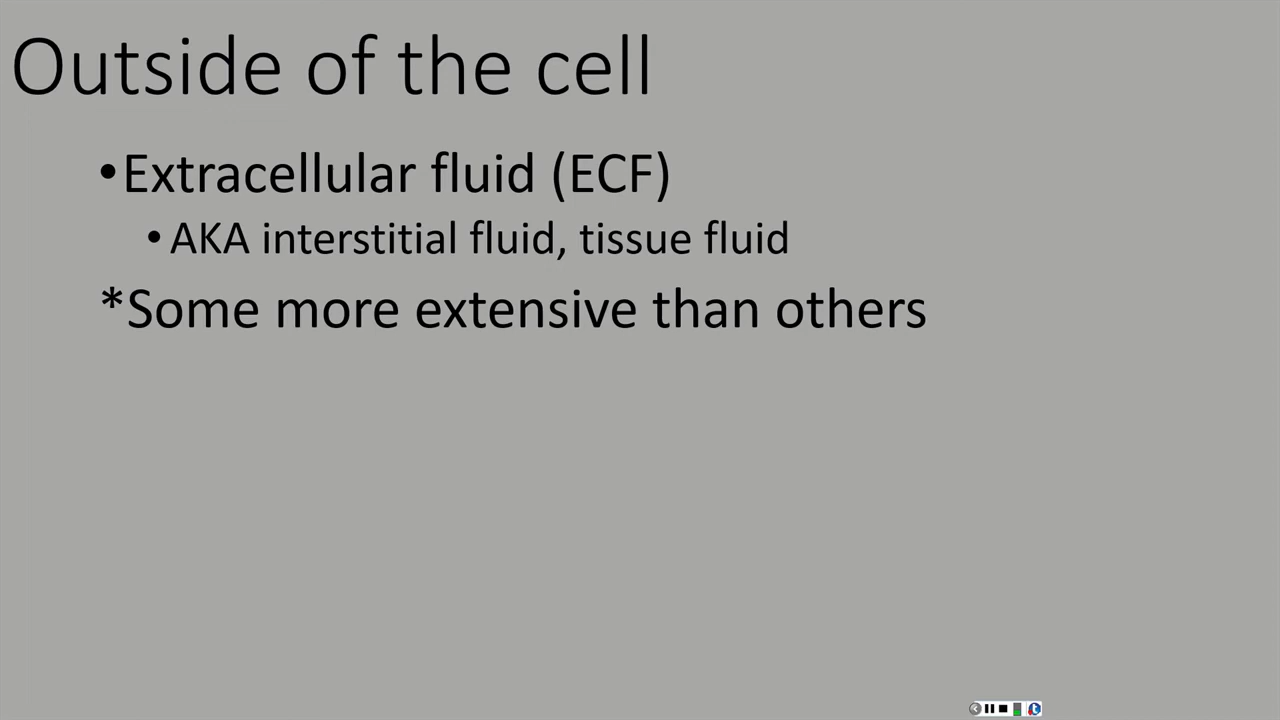 Outside of the cell
•Extracellular fluid (ECF)
•AKA interstitial fluid, tissue fluid
*Some more extensive than others